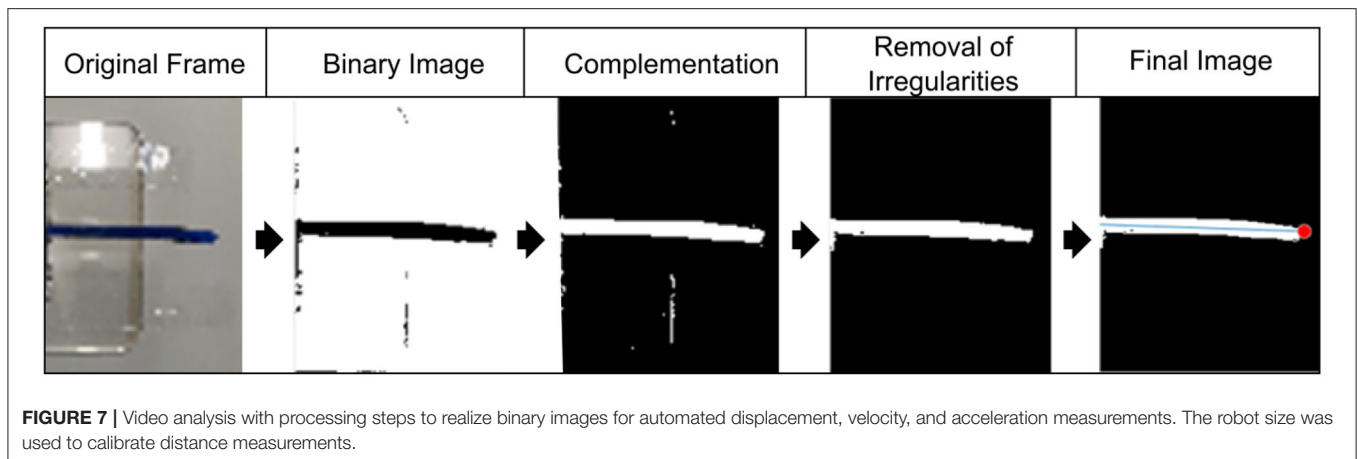 Original Frame
Binary Image
Complementation
Removal of
Irregularities
Final Image
FIGURE 7 | Video analysis with processing steps to realize binary images for automated displacement, velocity, and acceleration measurements. The robot size was
used to calibrate distance measurements.